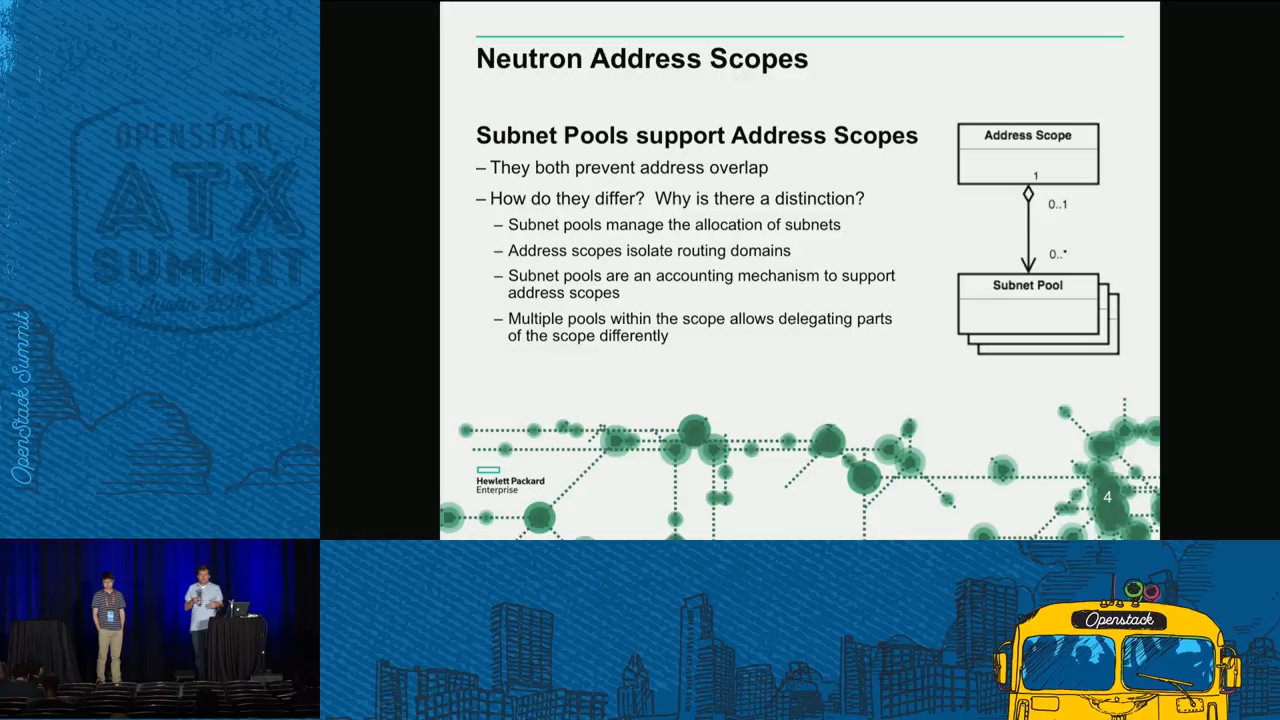 Neutron Address Scopes
Subnet Pools support Address Scopes
– They both prevent address overlap
– How do they differ?  Why is there a distinction?
– Subnet pools manage the allocation of subnets
– Address scopes isolate routing domains
– Subnet pools are an accounting mechanism to support
address scopes
– Multiple pools within the scope allows delegating parts
of the scope differently
Address Scope
1
0..1
0..*
Subnet Pool
Hewlett Packard
Enterprise
4
OPENSTACK
ATX
SUMMIT
Austin 2016
OpenStack Summit
Openstack